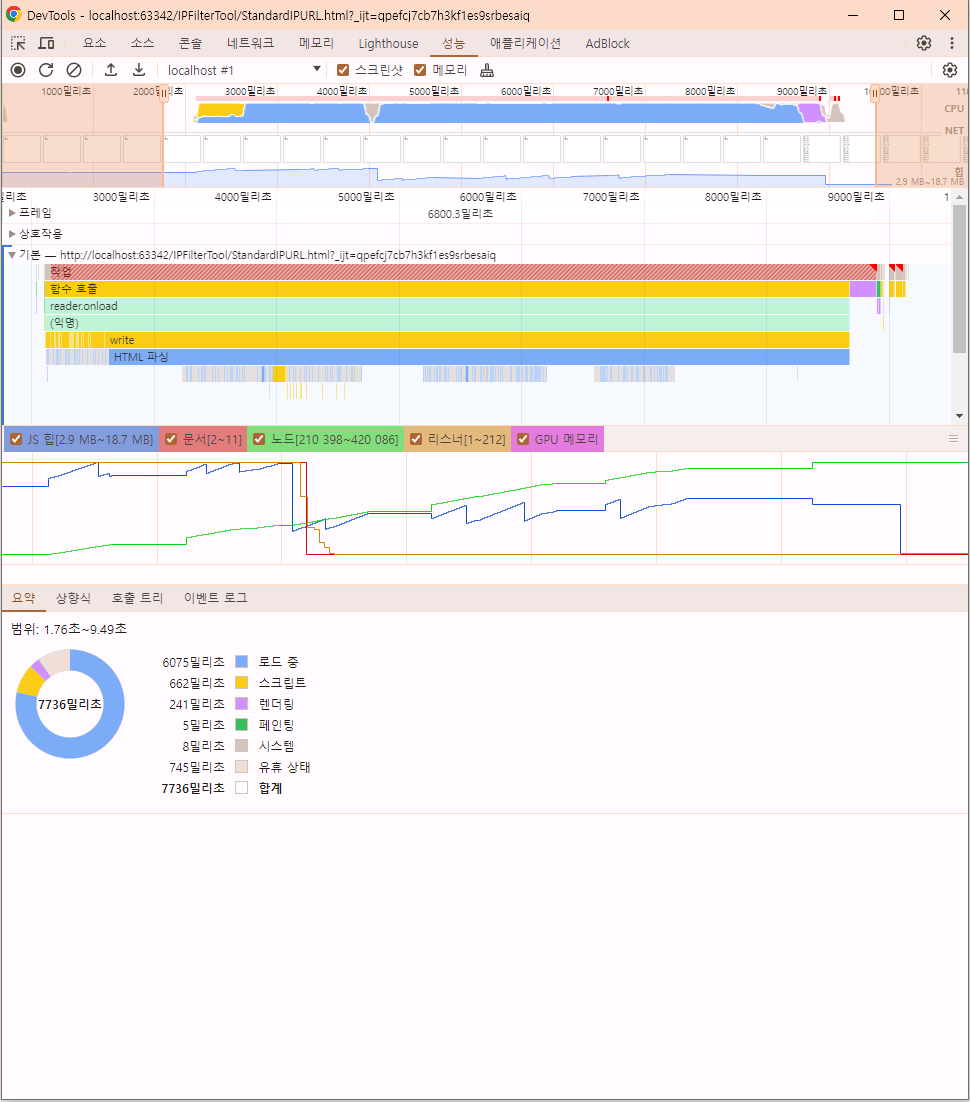 DevTools - localhost:63342/IPFilterTool/StandardIPURL.html?_ijt=qpefcj7cb7h3kf1es9srbesaiq
요소 소스 콘솔 네트워크 메모리 Lighthouse 성능 애플리케이션 AdBlock
localhost #1 스크린샷 메모리
1000밀리초 3000밀리초 4000밀리초 5000밀리초 6000밀리초 7000밀리초 8000밀리초 9000밀리초
CPU
NET
힙
2.9 MB~18.7 MB
리초 3000밀리초 4000밀리초 5000밀리초 6000밀리초 7000밀리초 8000밀리초 9000밀리초 1
프레임 6800.3밀리초
상호작용
기본 — http://localhost:63342/IPFilterTool/StandardIPURL.html?_ijt=qpefcj7cb7h3kf1es9srbesaiq
작업
함수 호출
reader.onload
(익명)
write
HTML 파싱
JS 힙[2.9 MB~18.7 MB] 문서[2~11] 노드[210 398~420 086] 리스너[1~212] GPU 메모리
요약 상향식 호출 트리 이벤트 로그
범위: 1.76초~9.49초
7736밀리초
6075밀리초 로드 중
662밀리초 스크립트
241밀리초 렌더링
5밀리초 페인팅
8밀리초 시스템
745밀리초 유휴 상태
7736밀리초 합계